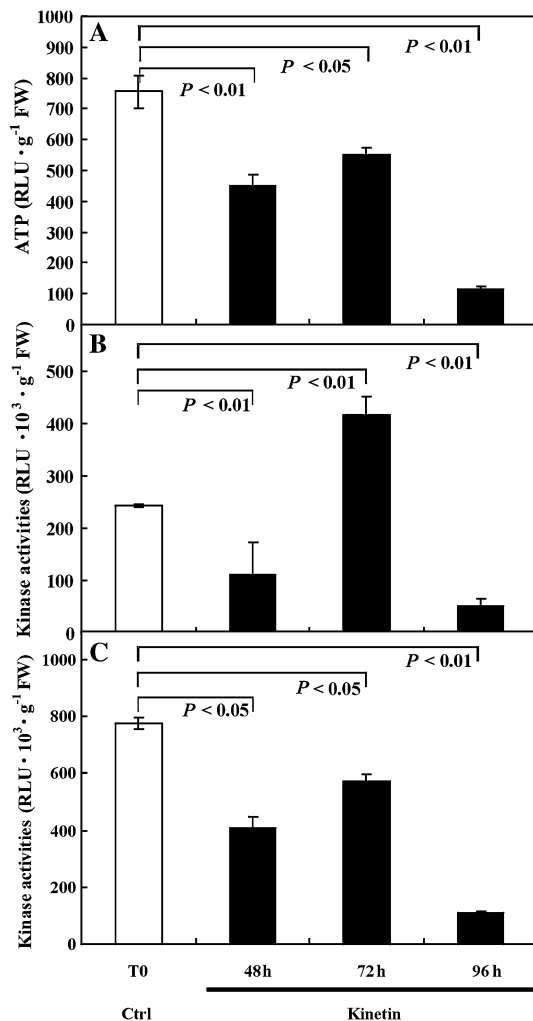 A
1000
900
800
700
600
500
400
300
200
100
0
ATP (RLU • g⁻¹ FW)
P < 0.01
P < 0.05
P < 0.01
B
500
400
300
200
100
0
Kinase activities (RLU • 10³ • g⁻¹ FW)
P < 0.01
P < 0.01
P < 0.01
C
1000
800
600
400
200
0
Kinase activities (RLU • 10³ • g⁻¹ FW)
P < 0.01
P < 0.05
P < 0.05
T0 48h 72h 96h
Ctrl Kinetin